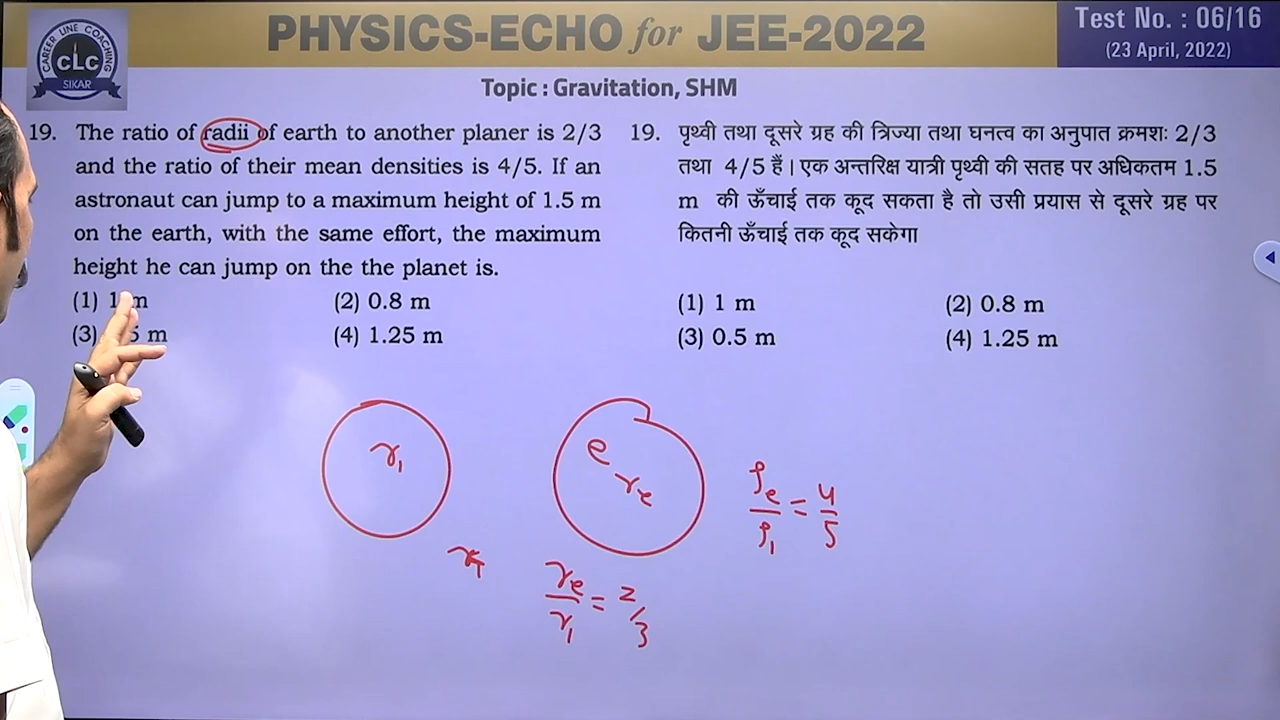 PHYSICS-ECHO for JEE-2022
Test No. : 06/16
(23 April, 2022)
CAREER LINE COACHING
CLC
SIKAR
Topic : Gravitation, SHM
19. The ratio of radii of earth to another planer is 2/3
and the ratio of their mean densities is 4/5. If an
astronaut can jump to a maximum height of 1.5 m
on the earth, with the same effort, the maximum
height he can jump on the the planet is.
(1) 1 m
(2) 0.8 m
(3) 5 m
(4) 1.25 m
19. पृथ्वी तथा दूसरे ग्रह की त्रिज्या तथा घनत्व का अनुपात क्रमशः 2/3
तथा 4/5 हैं। एक अन्तरिक्ष यात्री पृथ्वी की सतह पर अधिकतम 1.5
m की ऊँचाई तक कूद सकता है तो उसी प्रयास से दूसरे ग्रह पर
कितनी ऊँचाई तक कूद सकेगा
(1) 1 m
(2) 0.8 m
(3) 0.5 m
(4) 1.25 m
r₁
e
rₑ
ρₑ/ρ₁ = 4/5
rₑ/r₁ = 2/3